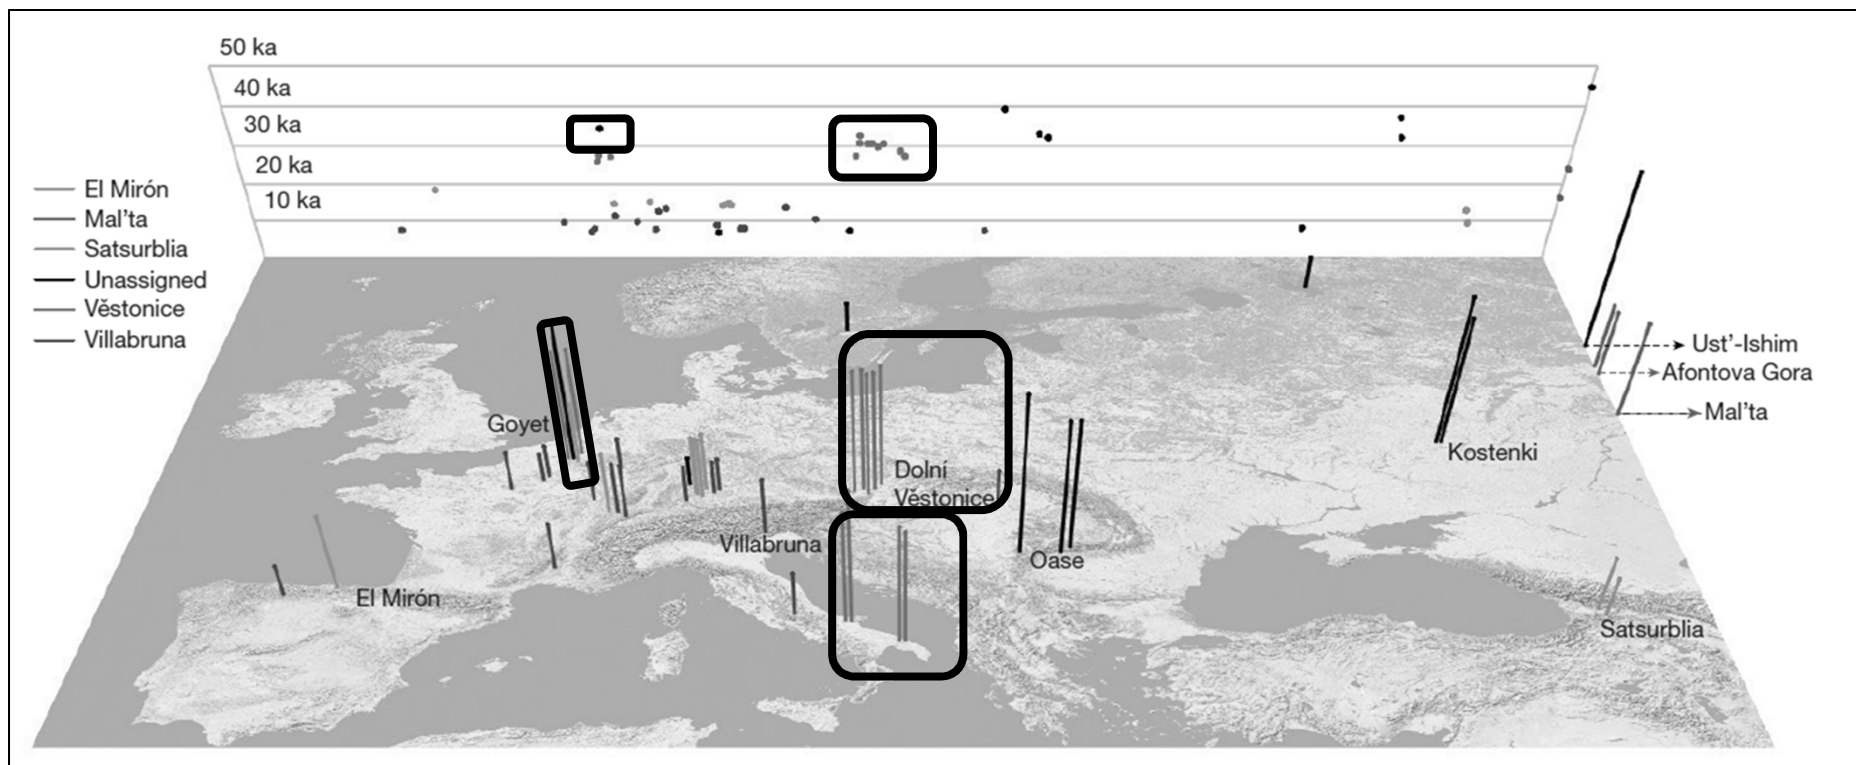 50 ka
40 ka
30 ka
20 ka
10 ka
El Mirón
Mal’ta
Satsurblia
Unassigned
Věstonice
Villabruna
Ust’-Ishim
Afontova Gora
Mal’ta
Goyet
Kostenki
Dolní
Věstonice
Villabruna
Oase
El Mirón
Satsurblia